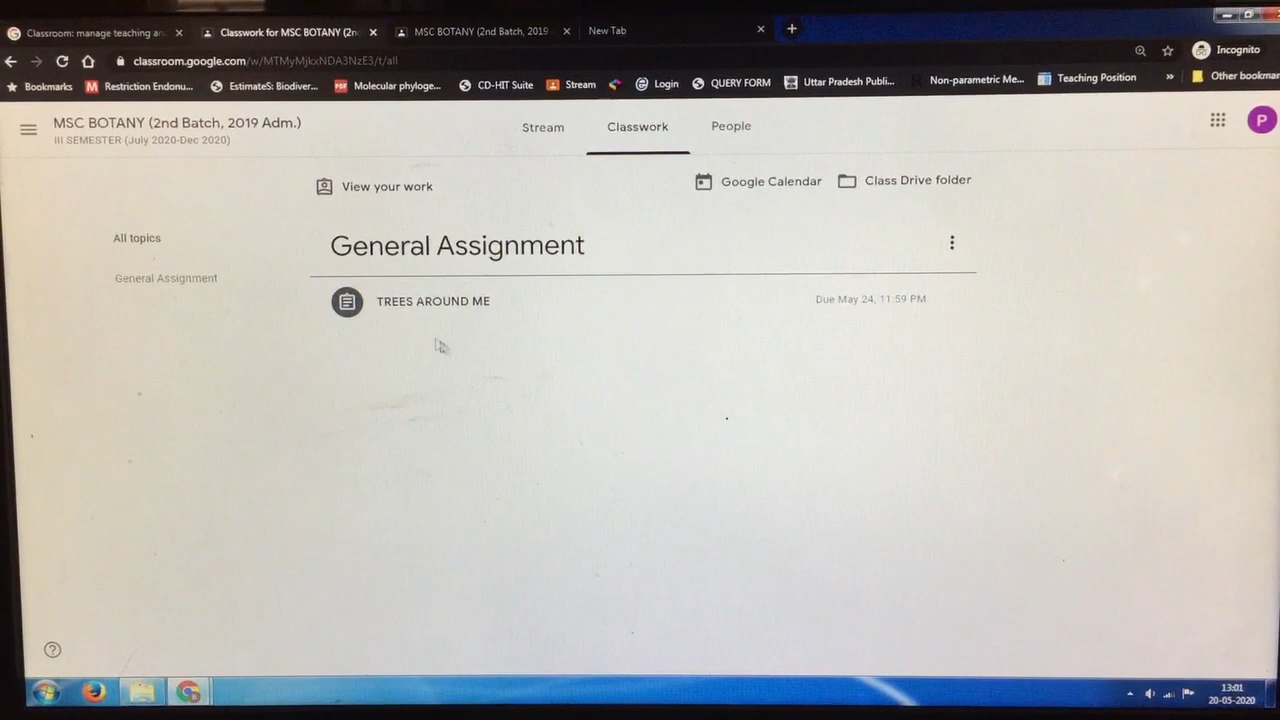 Classroom: manage teaching an
Classwork for MSC BOTANY (2n
MSC BOTANY (2nd Batch, 2019
New Tab
classroom.google.com/w/MTMyMjkxNDA3NzE3/t/all
Incognito
Bookmarks
Restriction Endonu...
EstimateS: Biodiver...
Molecular phyloge...
CD-HIT Suite
Stream
Login
QUERY FORM
Uttar Pradesh Publi...
Non-parametric Me...
Teaching Position
»
Other bookmar
MSC BOTANY (2nd Batch, 2019 Adm.)
III SEMESTER (July 2020-Dec 2020)
Stream
Classwork
People
P
View your work
Google Calendar
Class Drive folder
All topics
General Assignment
General Assignment
TREES AROUND ME
Due May 24, 11:59 PM
13:01
20-05-2020